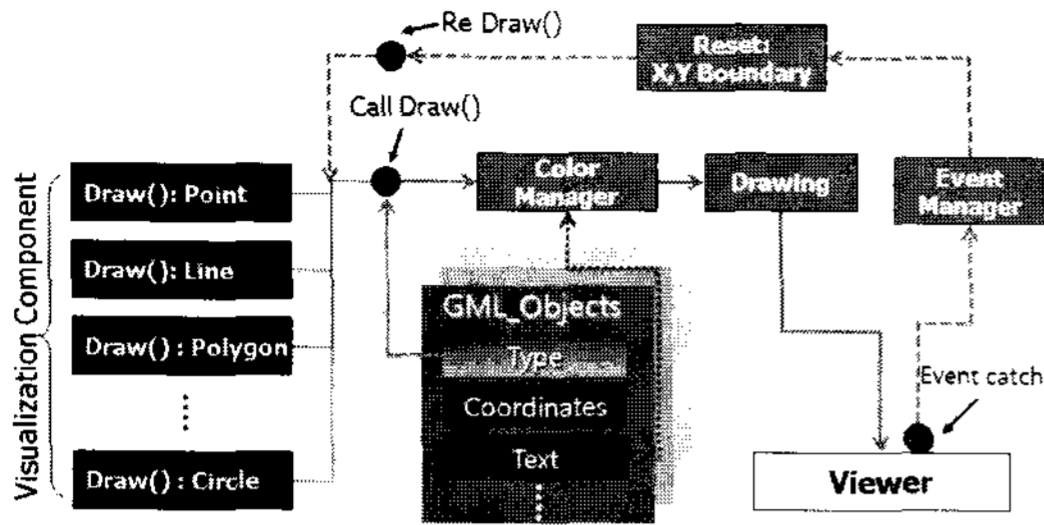 Re Draw()
Reset:
X,Y Boundary
Call Draw()
Visualization Component
Draw(): Point
Draw(): Line
Draw() : Polygon
Draw() : Circle
Color
Manager
Drawing
Event
Manager
GML_Objects
Type
Coordinates
Text
Event catch
Viewer